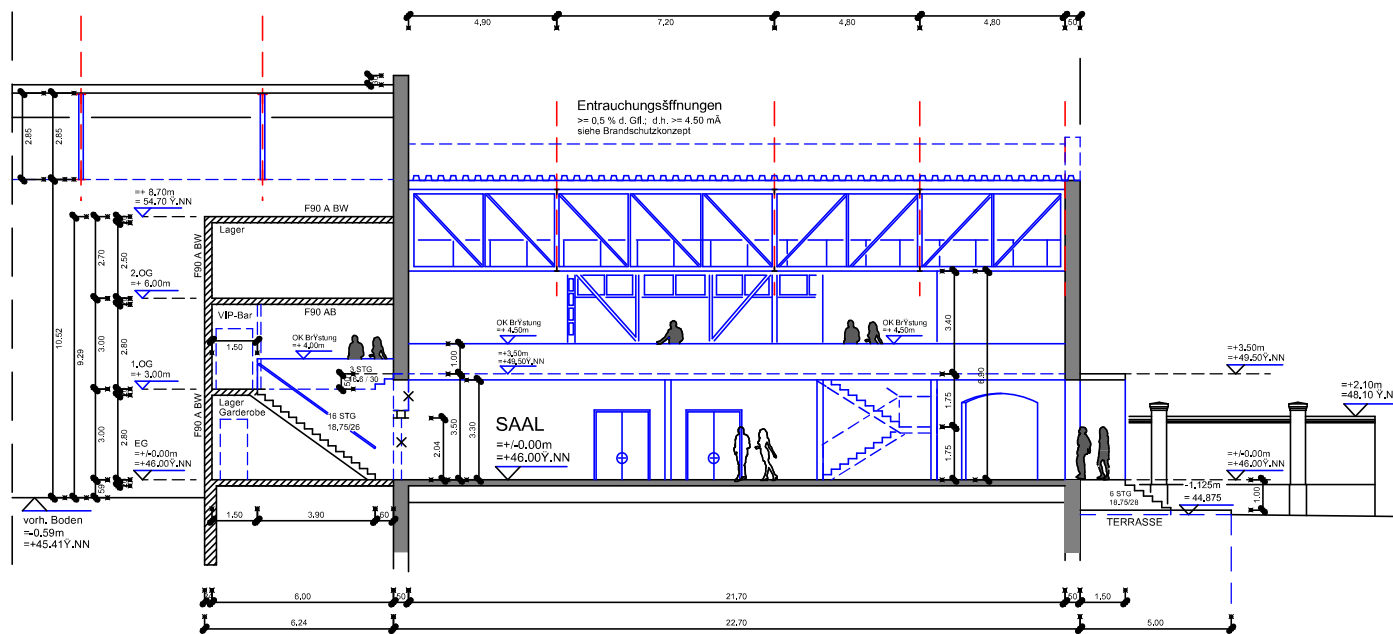 4,90
7,20
4,80
4,80
50
Entrauchungsšffnungen
>= 0,5 % d. Gfl.; d.h. >= 4.50 mÄ
siehe Brandschutzkonzept
2.85
2.85
=+ 8.70m
= 54.70 Ÿ.NN
F90 A BW
Lager
F90 A BW
2.70
2.50
2.OG
=+ 6.00m
F90 AB
VIP-Bar
OK BrŸstung
=+ 4.00m
1.50
OK BrŸstung
=+ 4.50m
OK BrŸstung
=+ 4.50m
3.40
10.52
9.29
3.00
2.80
1.00
=+3.50m
=+49.50Ÿ.NN
6.90
=+3.50m
=+49.50Ÿ.NN
3 STG
16.6 / 30
50
1.OG
=+ 3.00m
Lager
Garderobe
F90 A BW
16 STG
18,75/26
SAAL
=+/-0.00m
=+46.00Ÿ.NN
2.04
3.50
3.30
1.75
1.75
=+2.10m
=48.10 Ÿ.NN
3.00
2.80
EG
=+/-0.00m
=+46.00Ÿ.NN
59
=+/-0.00m
=+46.00Ÿ.NN
6 STG
18.75/28
-1.125m
= 44.875
1.00
TERRASSE
vorh. Boden
=-0.59m
=+45.41Ÿ.NN
1.50
3.90
60
6.00
50
21.70
50
1.50
6.24
22.70
5.00